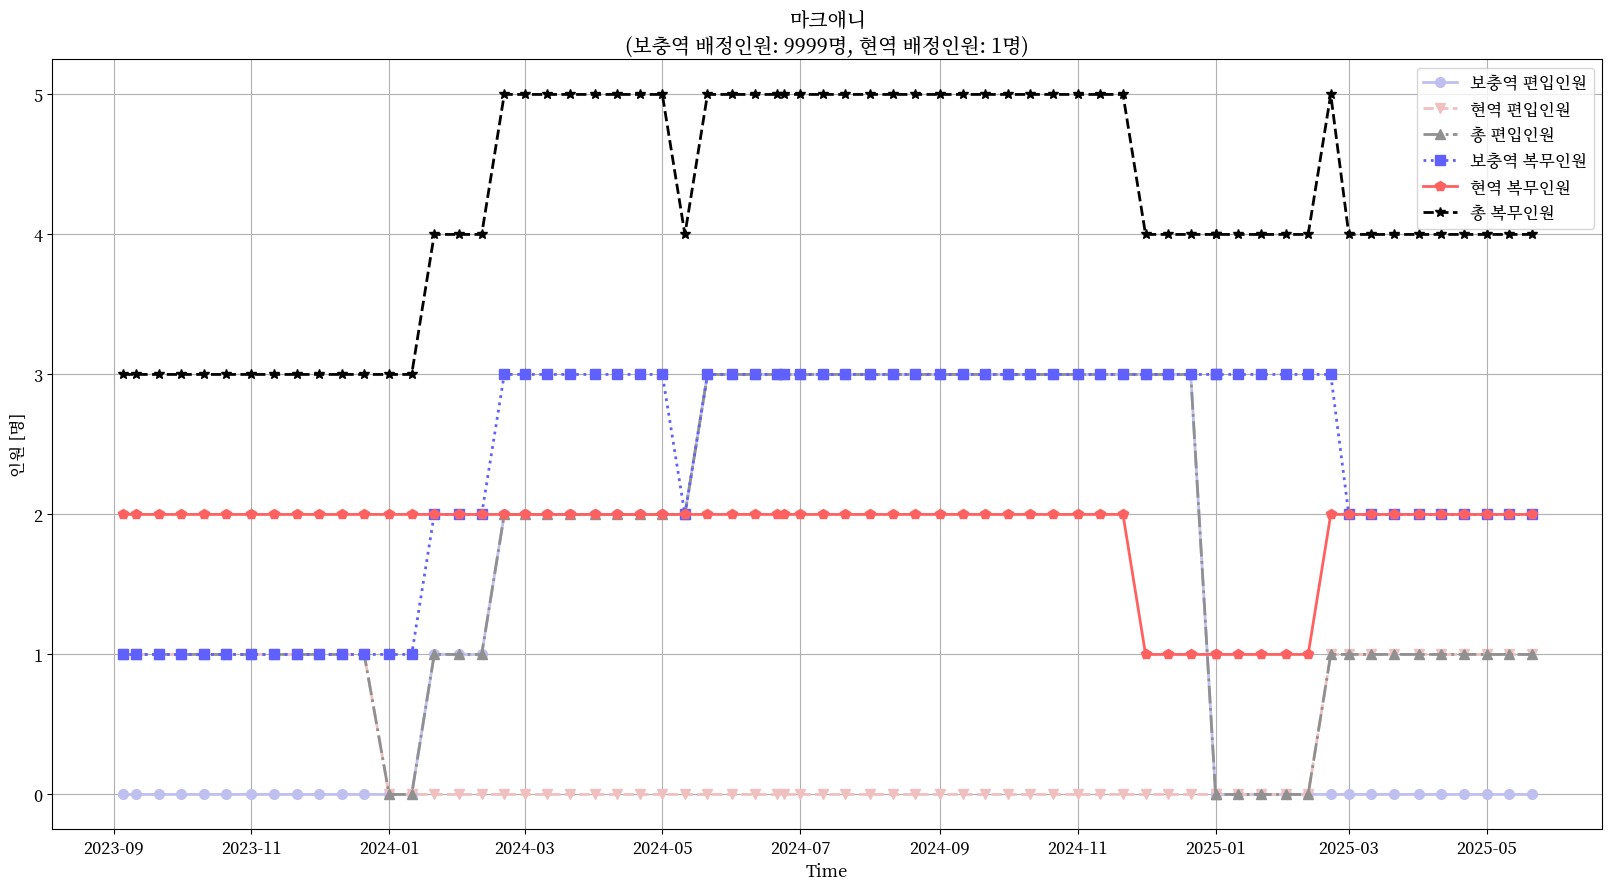 마크애니
(보충역 배정인원: 9999명, 현역 배정인원: 1명)
보충역 편입인원
현역 편입인원
총 편입인원
보충역 복무인원
현역 복무인원
총 복무인원
인원 [명]
5
4
3
2
1
0
2023-09
2023-11
2024-01
2024-03
2024-05
2024-07
2024-09
2024-11
2025-01
2025-03
2025-05
Time